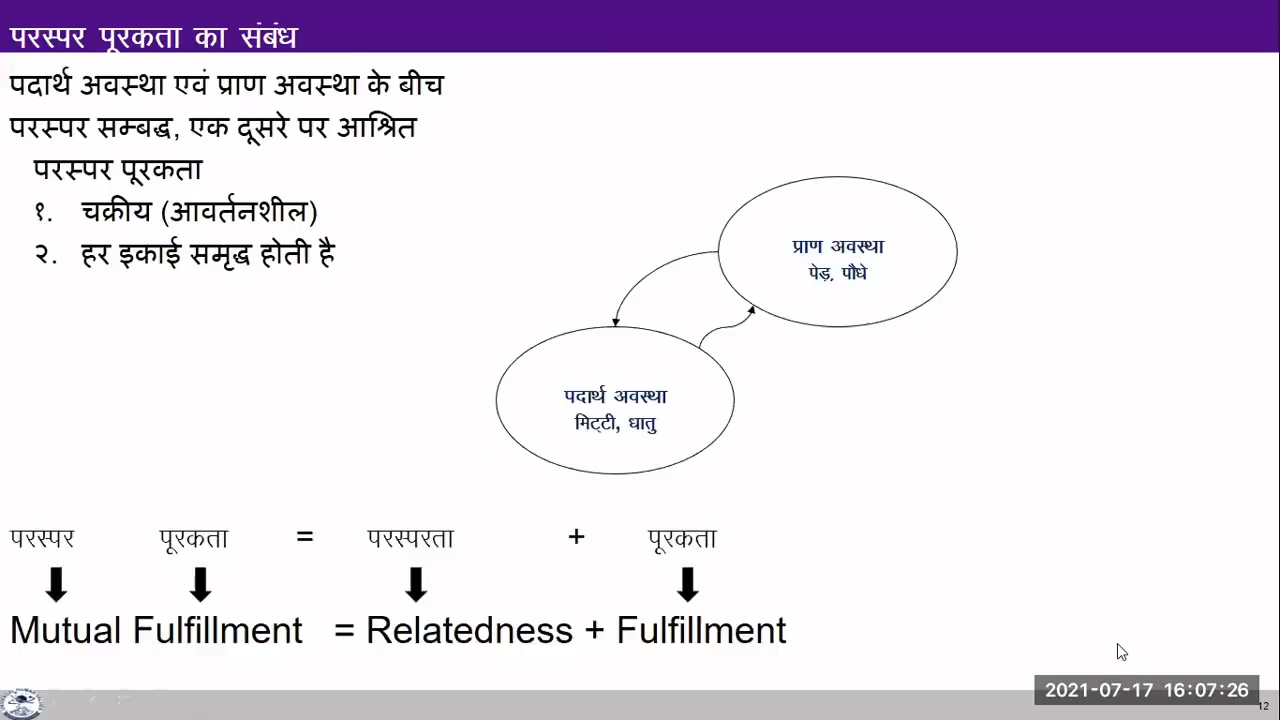 परस्पर पूरकता का संबंध
पदार्थ अवस्था एवं प्राण अवस्था के बीच
परस्पर सम्बद्ध, एक दूसरे पर आश्रित
परस्पर पूरकता
१. चक्रीय (आवर्तनशील)
२. हर इकाई समृद्ध होती है
प्राण अवस्था
पेड़, पौधे
पदार्थ अवस्था
मिट्टी, धातु
परस्पर पूरकता = परस्परता + पूरकता
Mutual Fulfillment = Relatedness + Fulfillment
2021-07-17 16:07:26
12